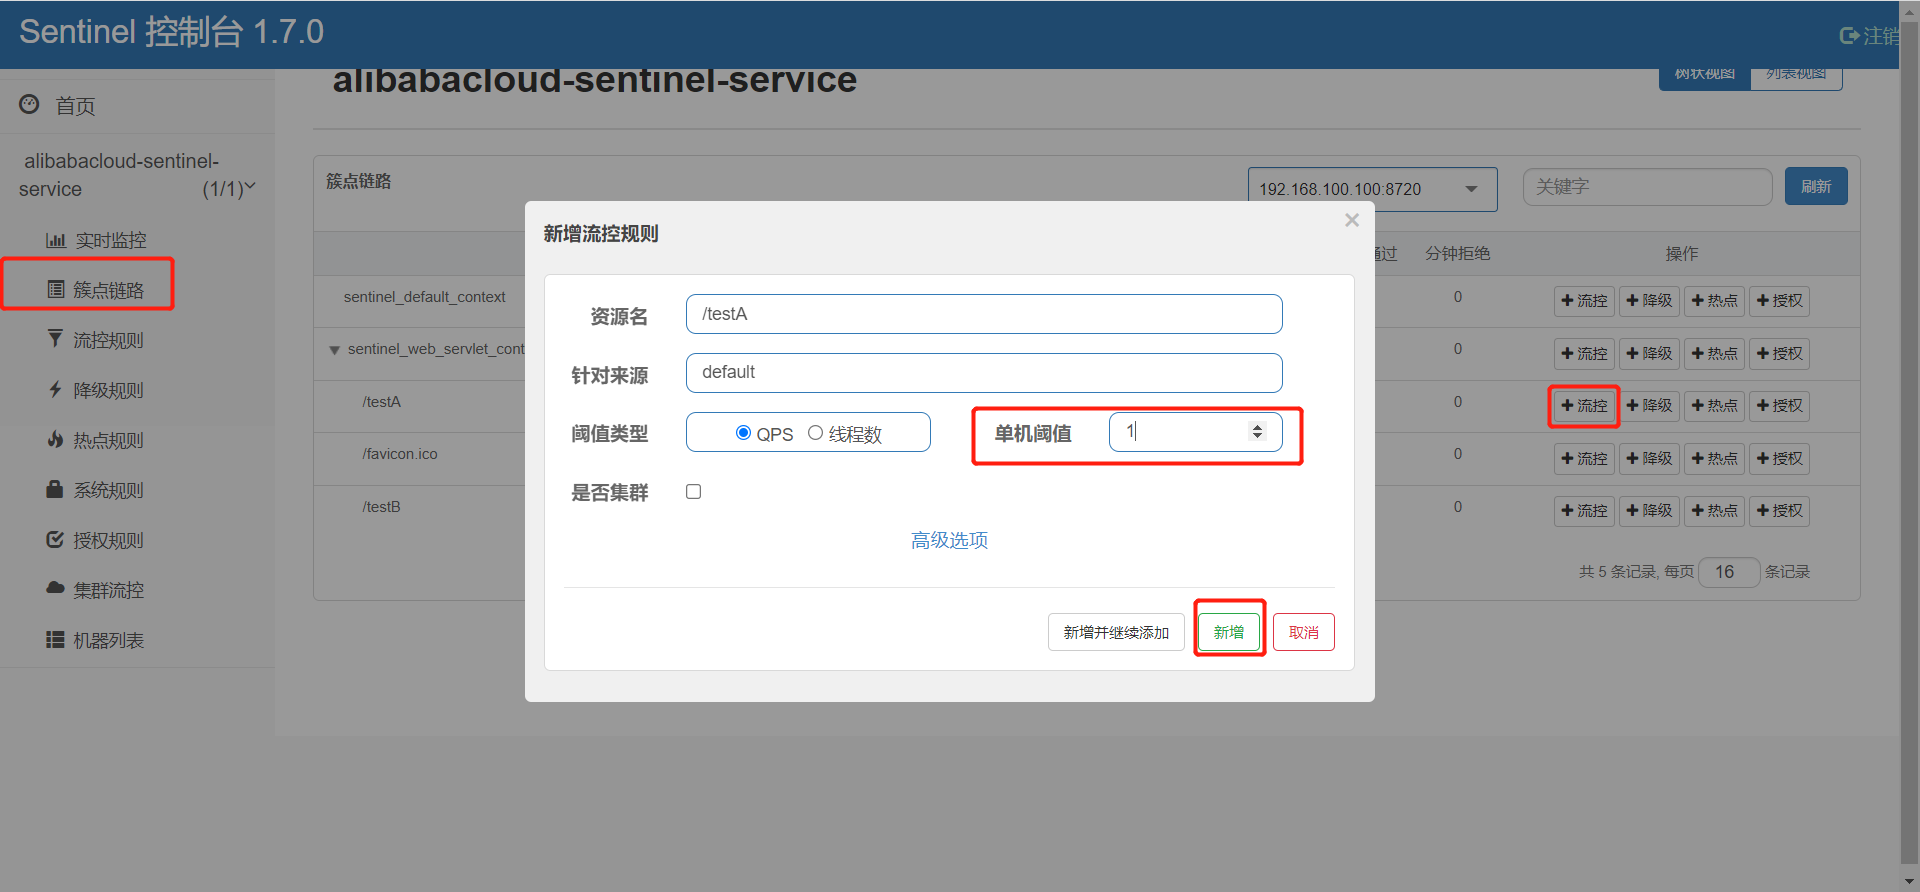 Sentinel 控制台 1.7.0
注销
首页
alibabacloud-sentinel-
service (1/1)
实时监控
簇点链路
流控规则
降级规则
热点规则
系统规则
授权规则
集群流控
机器列表
alibabacloud-sentinel-service
树状视图 列表视图
簇点链路 192.168.100.100:8720 关键字 刷新
通过 分钟拒绝 操作
sentinel_default_context 0 流控 降级 热点 授权
sentinel_web_servlet_cont 0 流控 降级 热点 授权
/testA 0 流控 降级 热点 授权
/favicon.ico 0 流控 降级 热点 授权
/testB 0 流控 降级 热点 授权
共 5 条记录, 每页 16 条记录
新增流控规则 ×
资源名 /testA
针对来源 default
阈值类型 QPS 线程数 单机阈值 1
是否集群
高级选项
新增并继续添加 新增 取消